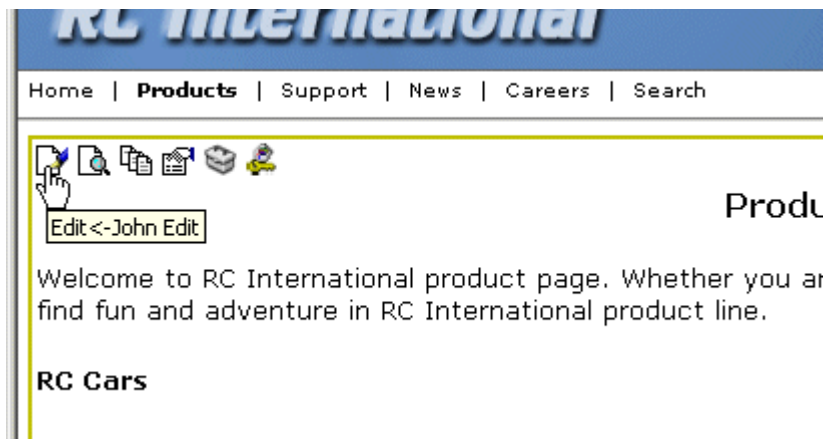 RC International
Home | Products | Support | News | Careers | Search
Edit<-John Edit
Welcome to RC International product page. Whether you
find fun and adventure in RC International product line.
RC Cars